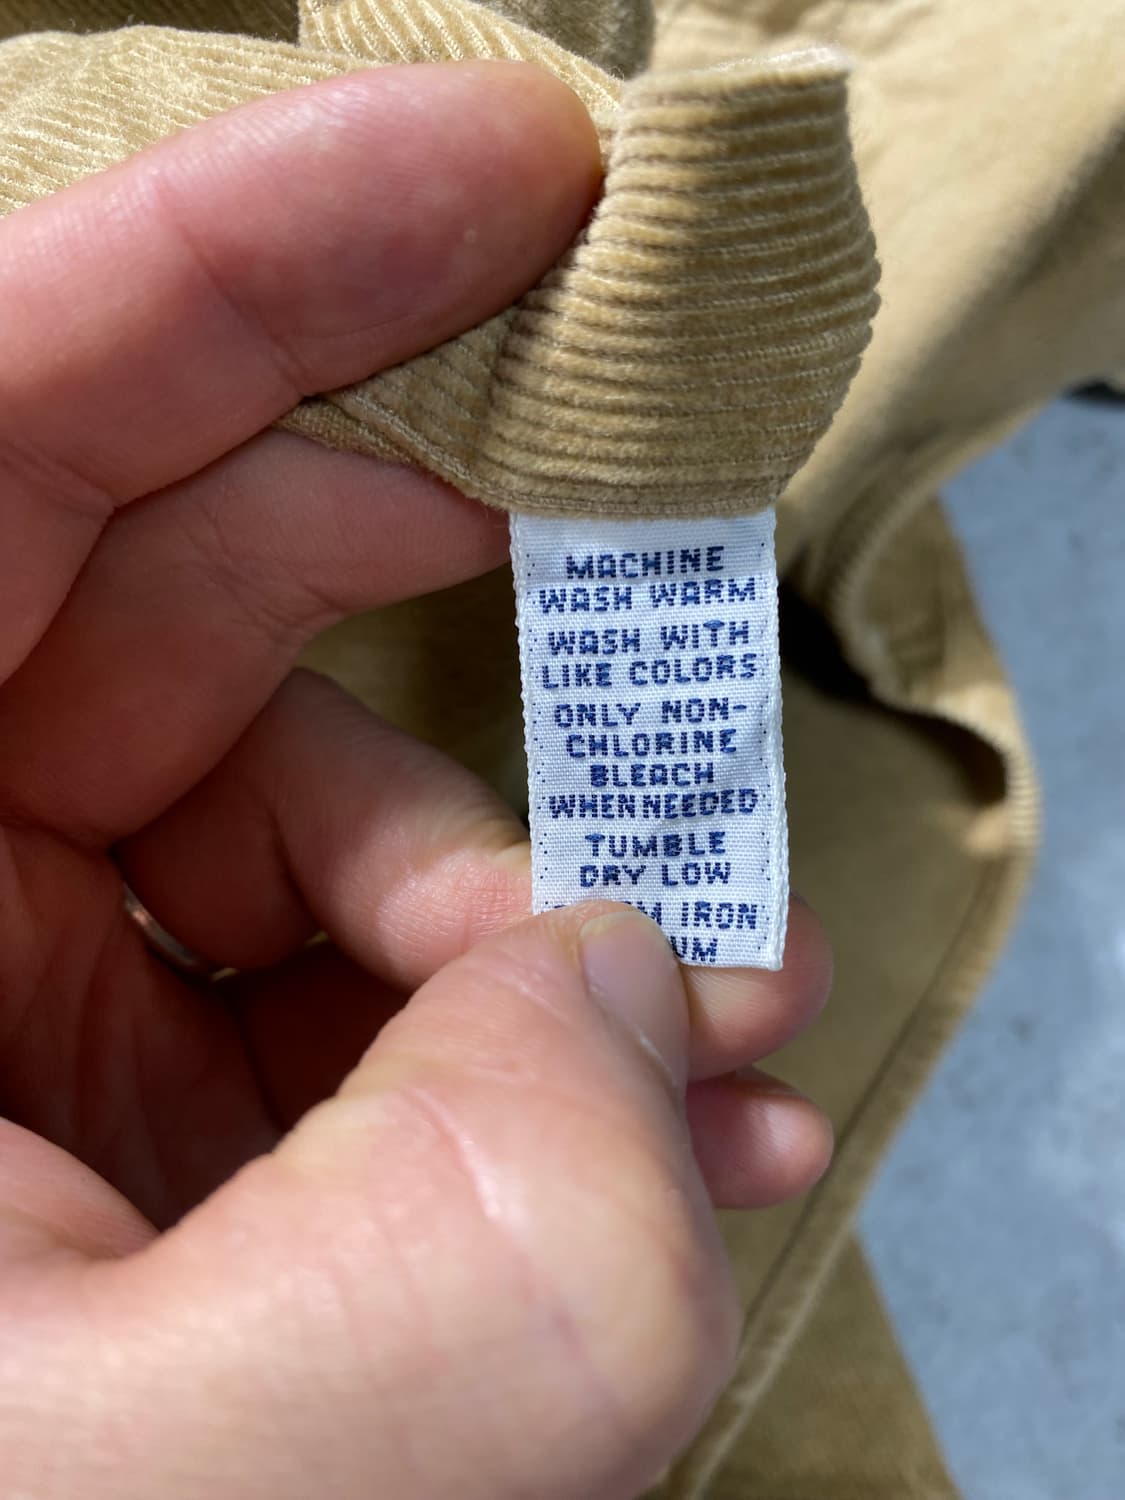 MACHINE
WASH WARM
WASH WITH
LIKE COLORS
ONLY NON-
CHLORINE
BLEACH
WHEN NEEDED
TUMBLE
DRY LOW
IRON